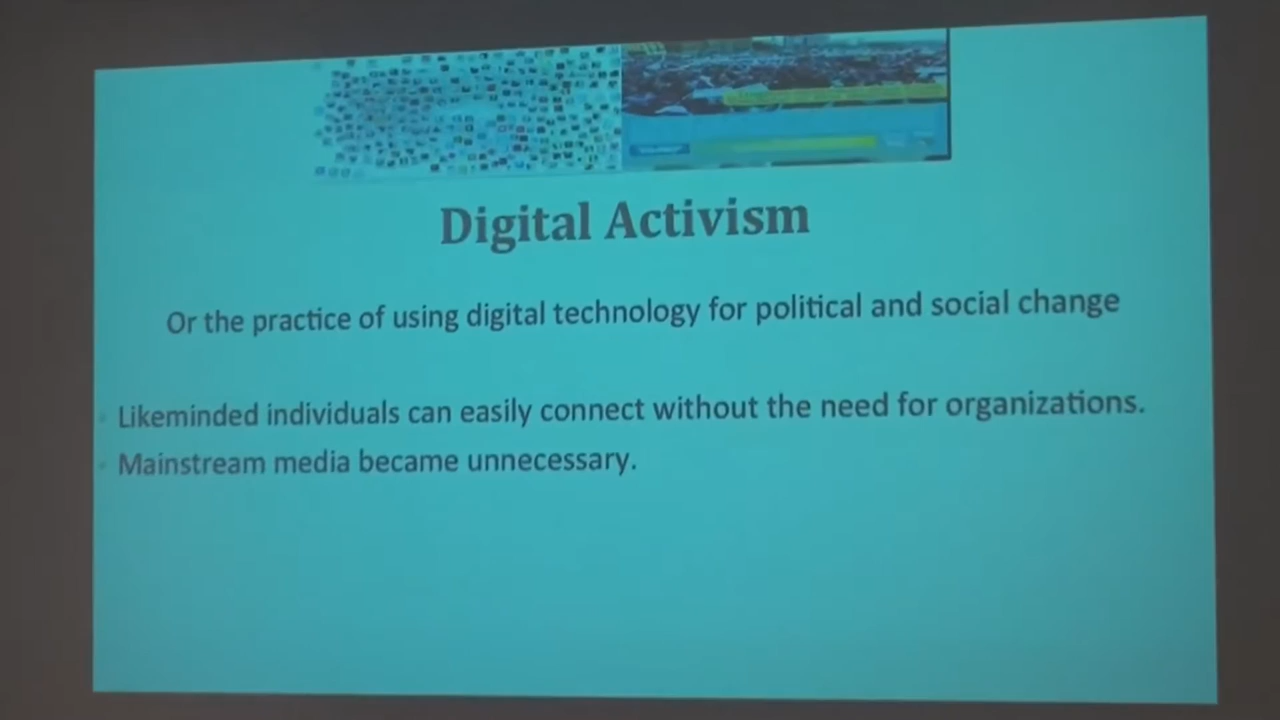 Digital Activism
Or the practice of using digital technology for political and social change
Likeminded individuals can easily connect without the need for organizations.
Mainstream media became unnecessary.